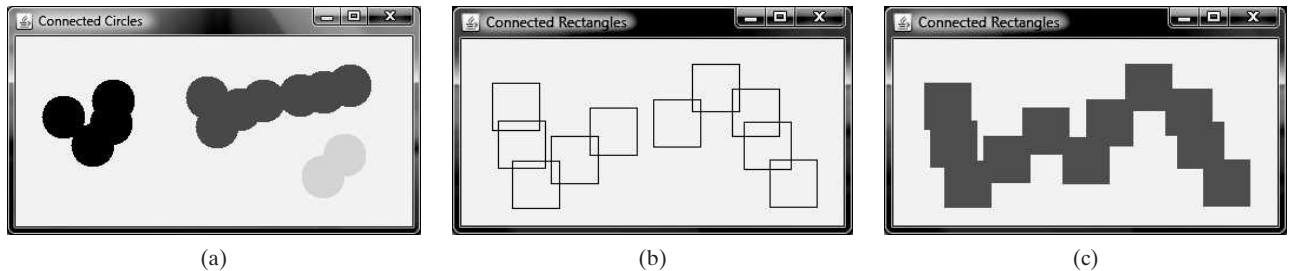 Connected Circles
Connected Rectangles
Connected Rectangles
(a)
(b)
(c)